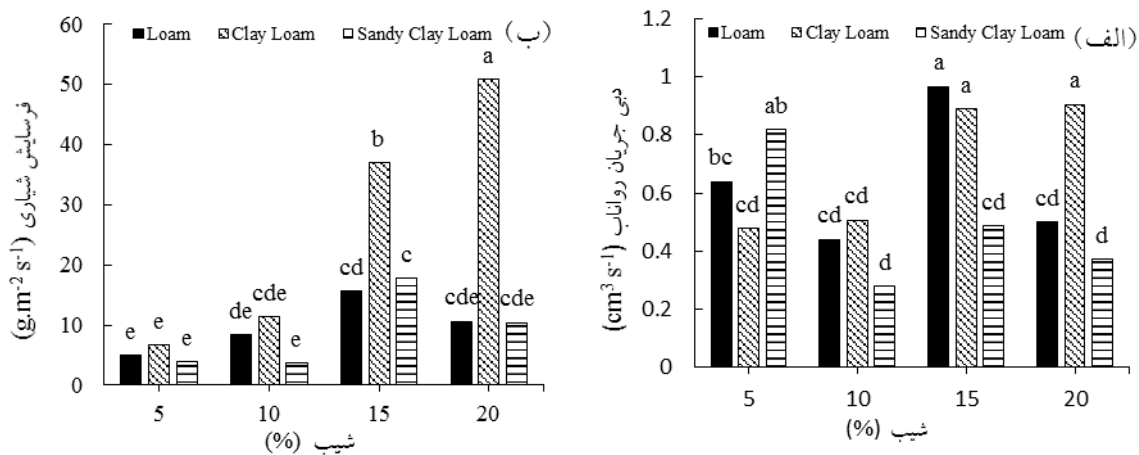 (الف)
Loam Clay Loam Sandy Clay Loam
دبی جریان رواناب (cm³ s⁻¹)
1.2
1
0.8
0.6
0.4
0.2
0
bc cd ab
cd cd d
a a cd
cd a d
5 10 15 20
شیب (%)
(ب)
Loam Clay Loam Sandy Clay Loam
فرسایش شیاری (g.m⁻² s⁻¹)
60
50
40
30
20
10
0
e e e
de cde e
cd b c
cde a cde
5 10 15 20
شیب (%)